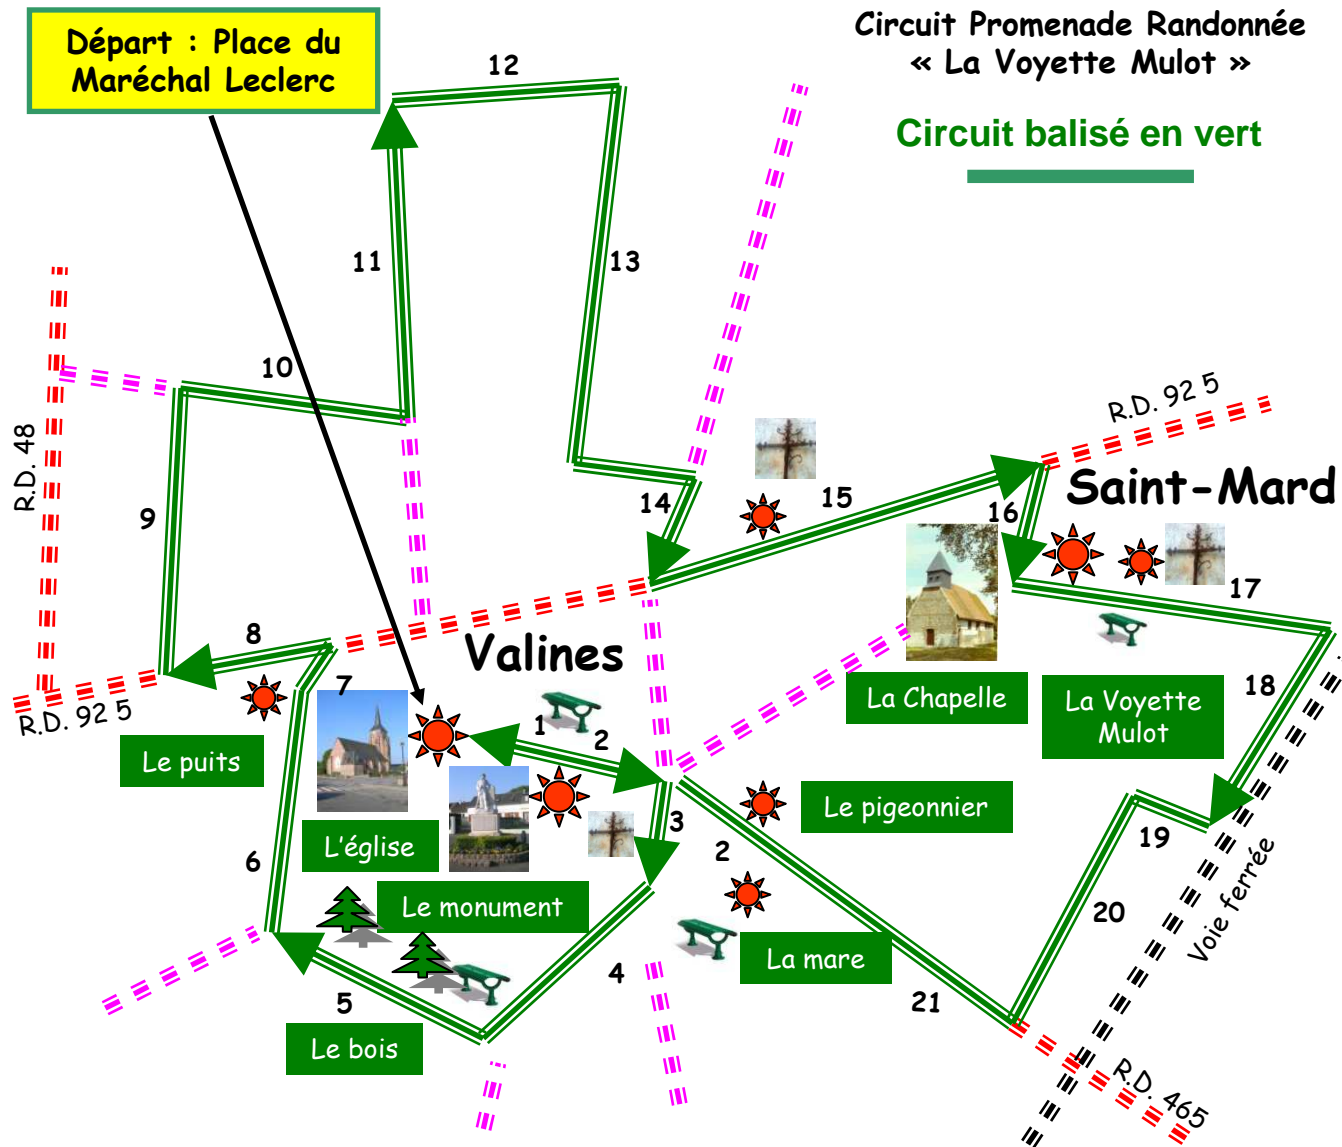 Départ : Place du
Maréchal Leclerc
Circuit Promenade Randonnée
« La Voyette Mulot »
Circuit balisé en vert
12
11
13
10
R.D. 48
R.D. 92 5
Saint-Mard
9
14
15
16
17
8
Valines
7
18
La Chapelle
La Voyette
Mulot
R.D. 92 5
Le puits
1
2
Le pigeonnier
3
2
19
L'église
6
Le monument
20
Voie ferrée
La mare
4
5
21
Le bois
R.D. 465